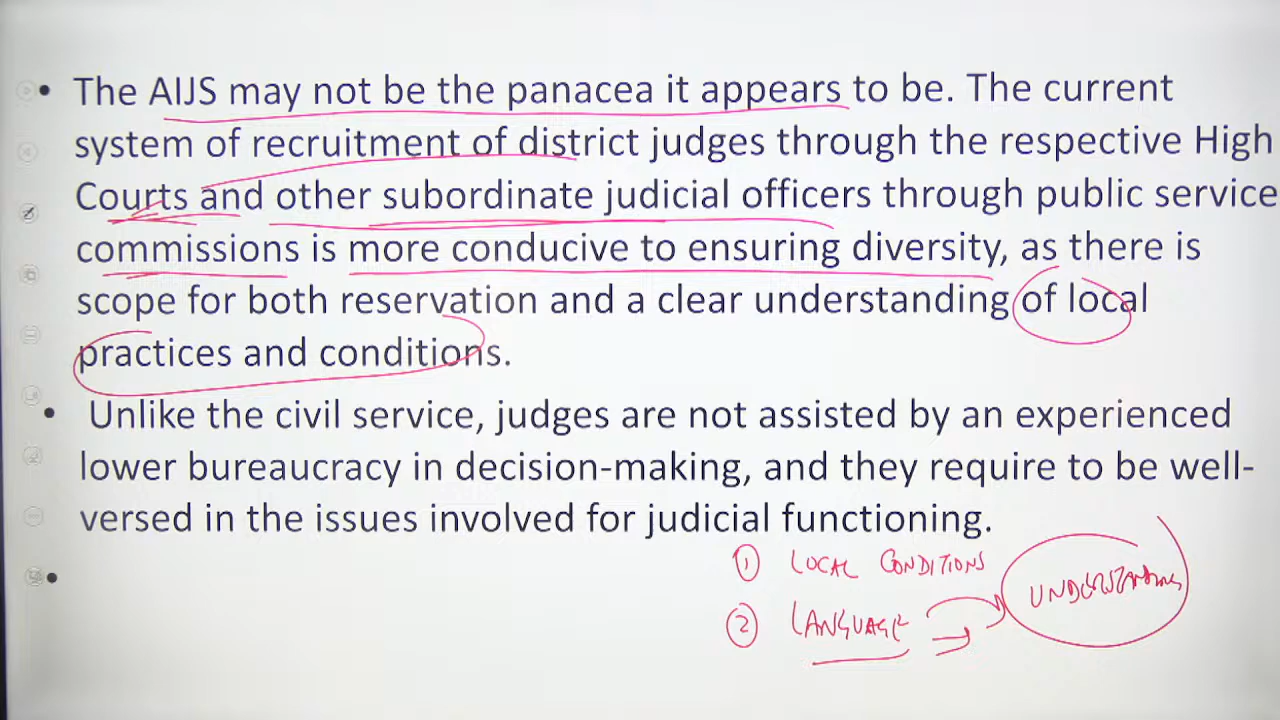 • The AIJS may not be the panacea it appears to be. The current
system of recruitment of district judges through the respective High
Courts and other subordinate judicial officers through public service
commissions is more conducive to ensuring diversity, as there is
scope for both reservation and a clear understanding of local
practices and conditions.
• Unlike the civil service, judges are not assisted by an experienced
lower bureaucracy in decision-making, and they require to be well-
versed in the issues involved for judicial functioning.
•
① LOCAL CONDITIONS
② LANGUAGE
UNDERSTANDING